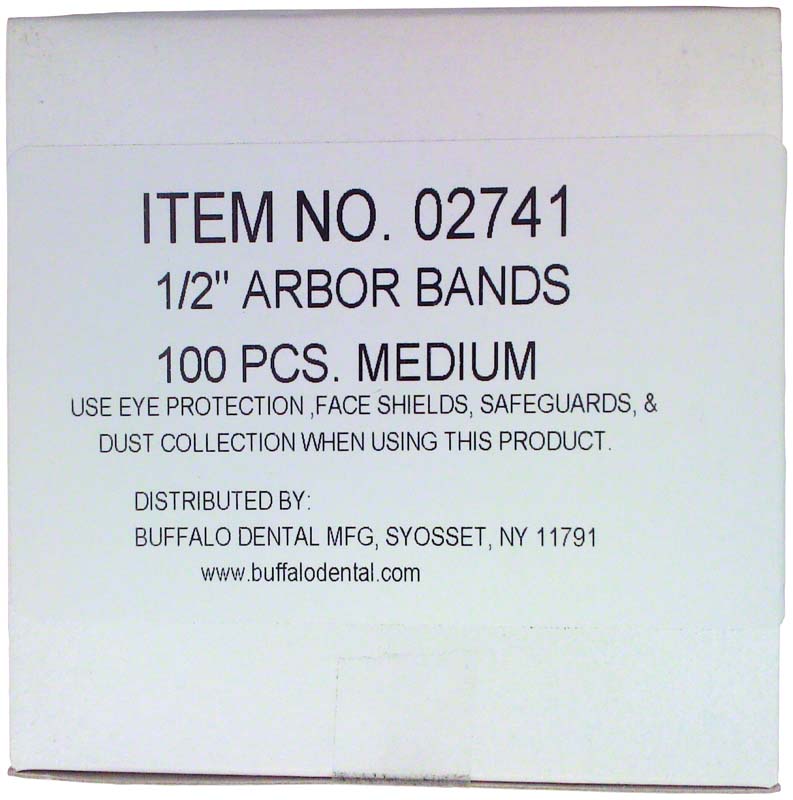 ITEM NO. 02741
1/2" ARBOR BANDS
100 PCS. MEDIUM
USE EYE PROTECTION ,FACE SHIELDS, SAFEGUARDS, &
DUST COLLECTION WHEN USING THIS PRODUCT.
DISTRIBUTED BY:
BUFFALO DENTAL MFG, SYOSSET, NY 11791
www.buffalodental.com